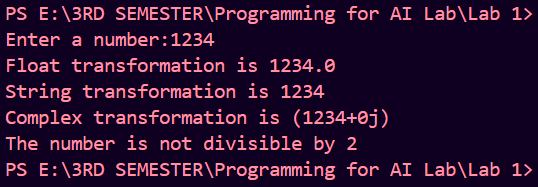 PS E:\3RD SEMESTER\Programming for AI Lab\Lab 1>
Enter a number:1234
Float transformation is 1234.0
String transformation is 1234
Complex transformation is (1234+0j)
The number is not divisible by 2
PS E:\3RD SEMESTER\Programming for AI Lab\Lab 1>